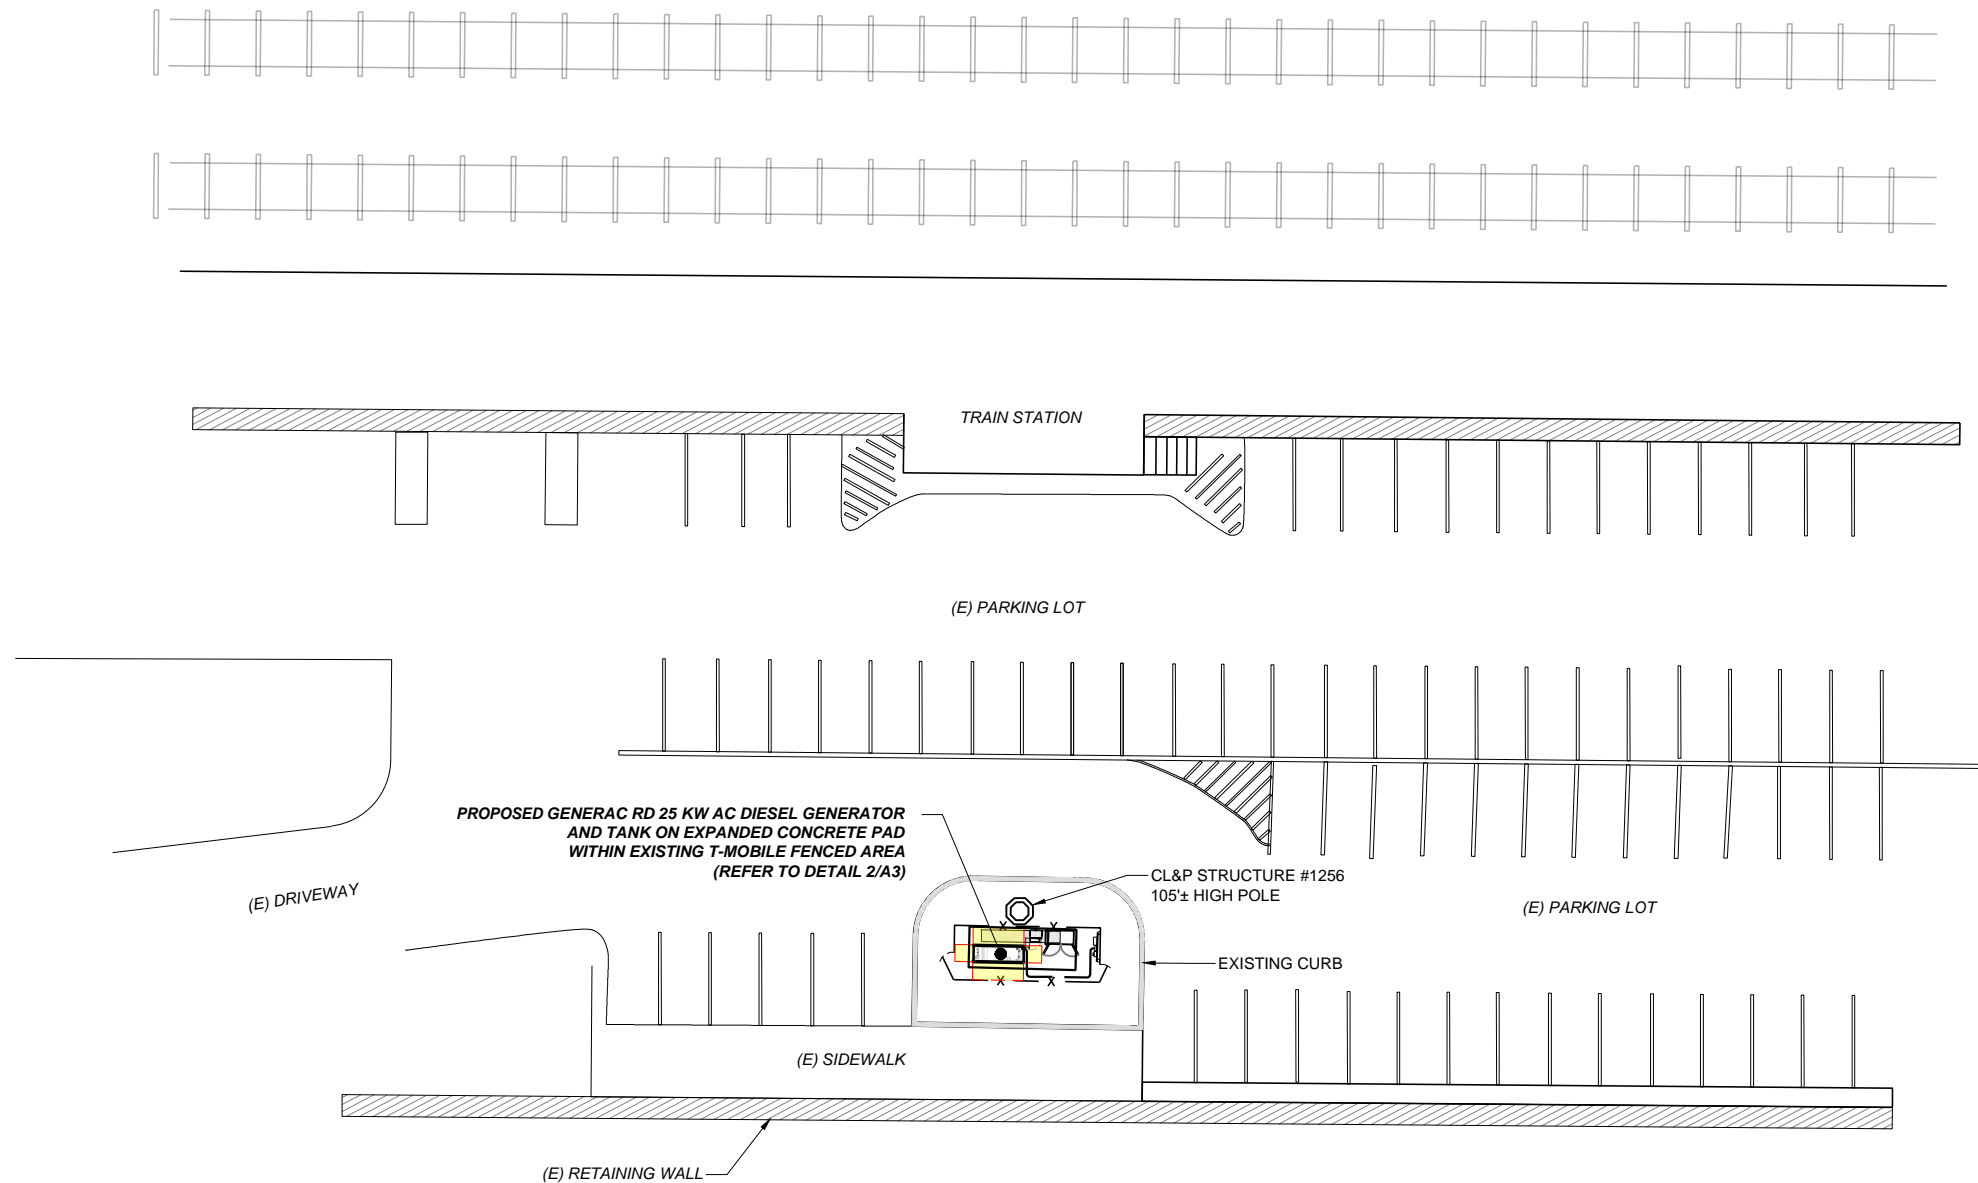 TRAIN STATION
(E) PARKING LOT
PROPOSED GENERAC RD 25 KW AC DIESEL GENERATOR
AND TANK ON EXPANDED CONCRETE PAD
WITHIN EXISTING T-MOBILE FENCED AREA
(REFER TO DETAIL 2/A3)
CL&P STRUCTURE #1256
105'± HIGH POLE
(E) DRIVEWAY
(E) PARKING LOT
EXISTING CURB
(E) SIDEWALK
(E) RETAINING WALL